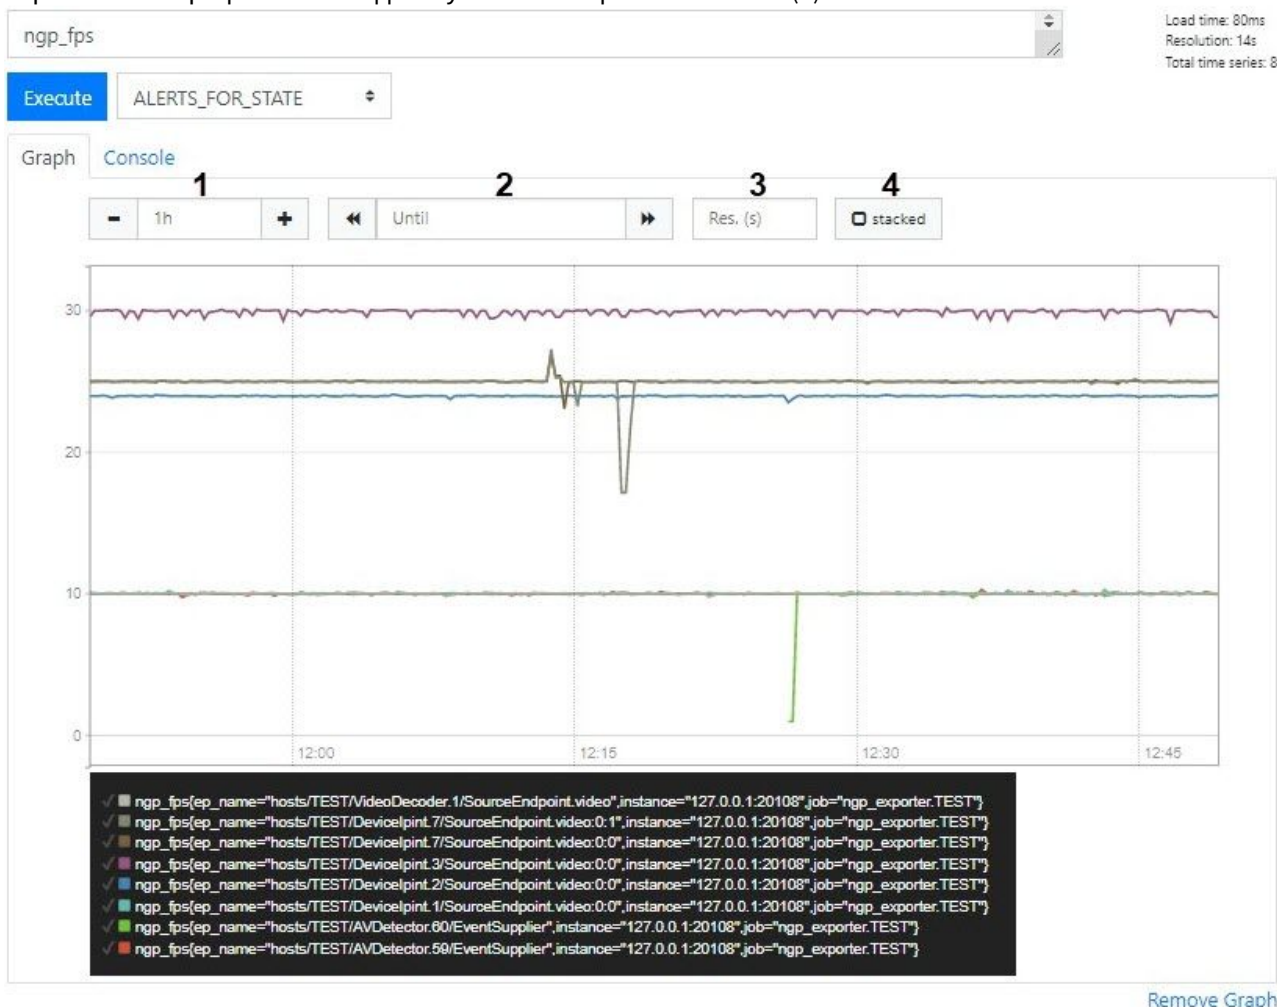 ngp_fps
Load time: 80ms
Resolution: 14s
Total time series: 8
Execute
ALERTS_FOR_STATE
Graph
Console
1 2 3 4
- 1h + Until Res. (s) stacked
30
20
10
0
12:00 12:15 12:30 12:45
ngp_fps{ep_name="hosts/TEST/VideoDecoder.1/SourceEndpoint.video",instance="127.0.0.1:20108",job="ngp_exporter.TEST"}
ngp_fps{ep_name="hosts/TEST/DeviceIpint.7/SourceEndpoint.video:0:1",instance="127.0.0.1:20108",job="ngp_exporter.TEST"}
ngp_fps{ep_name="hosts/TEST/DeviceIpint.7/SourceEndpoint.video:0:0",instance="127.0.0.1:20108",job="ngp_exporter.TEST"}
ngp_fps{ep_name="hosts/TEST/DeviceIpint.3/SourceEndpoint.video:0:0",instance="127.0.0.1:20108",job="ngp_exporter.TEST"}
ngp_fps{ep_name="hosts/TEST/DeviceIpint.2/SourceEndpoint.video:0:0",instance="127.0.0.1:20108",job="ngp_exporter.TEST"}
ngp_fps{ep_name="hosts/TEST/DeviceIpint.1/SourceEndpoint.video:0:0",instance="127.0.0.1:20108",job="ngp_exporter.TEST"}
ngp_fps{ep_name="hosts/TEST/AVDetector.60/EventSupplier",instance="127.0.0.1:20108",job="ngp_exporter.TEST"}
ngp_fps{ep_name="hosts/TEST/AVDetector.59/EventSupplier",instance="127.0.0.1:20108",job="ngp_exporter.TEST"}
Remove Graph